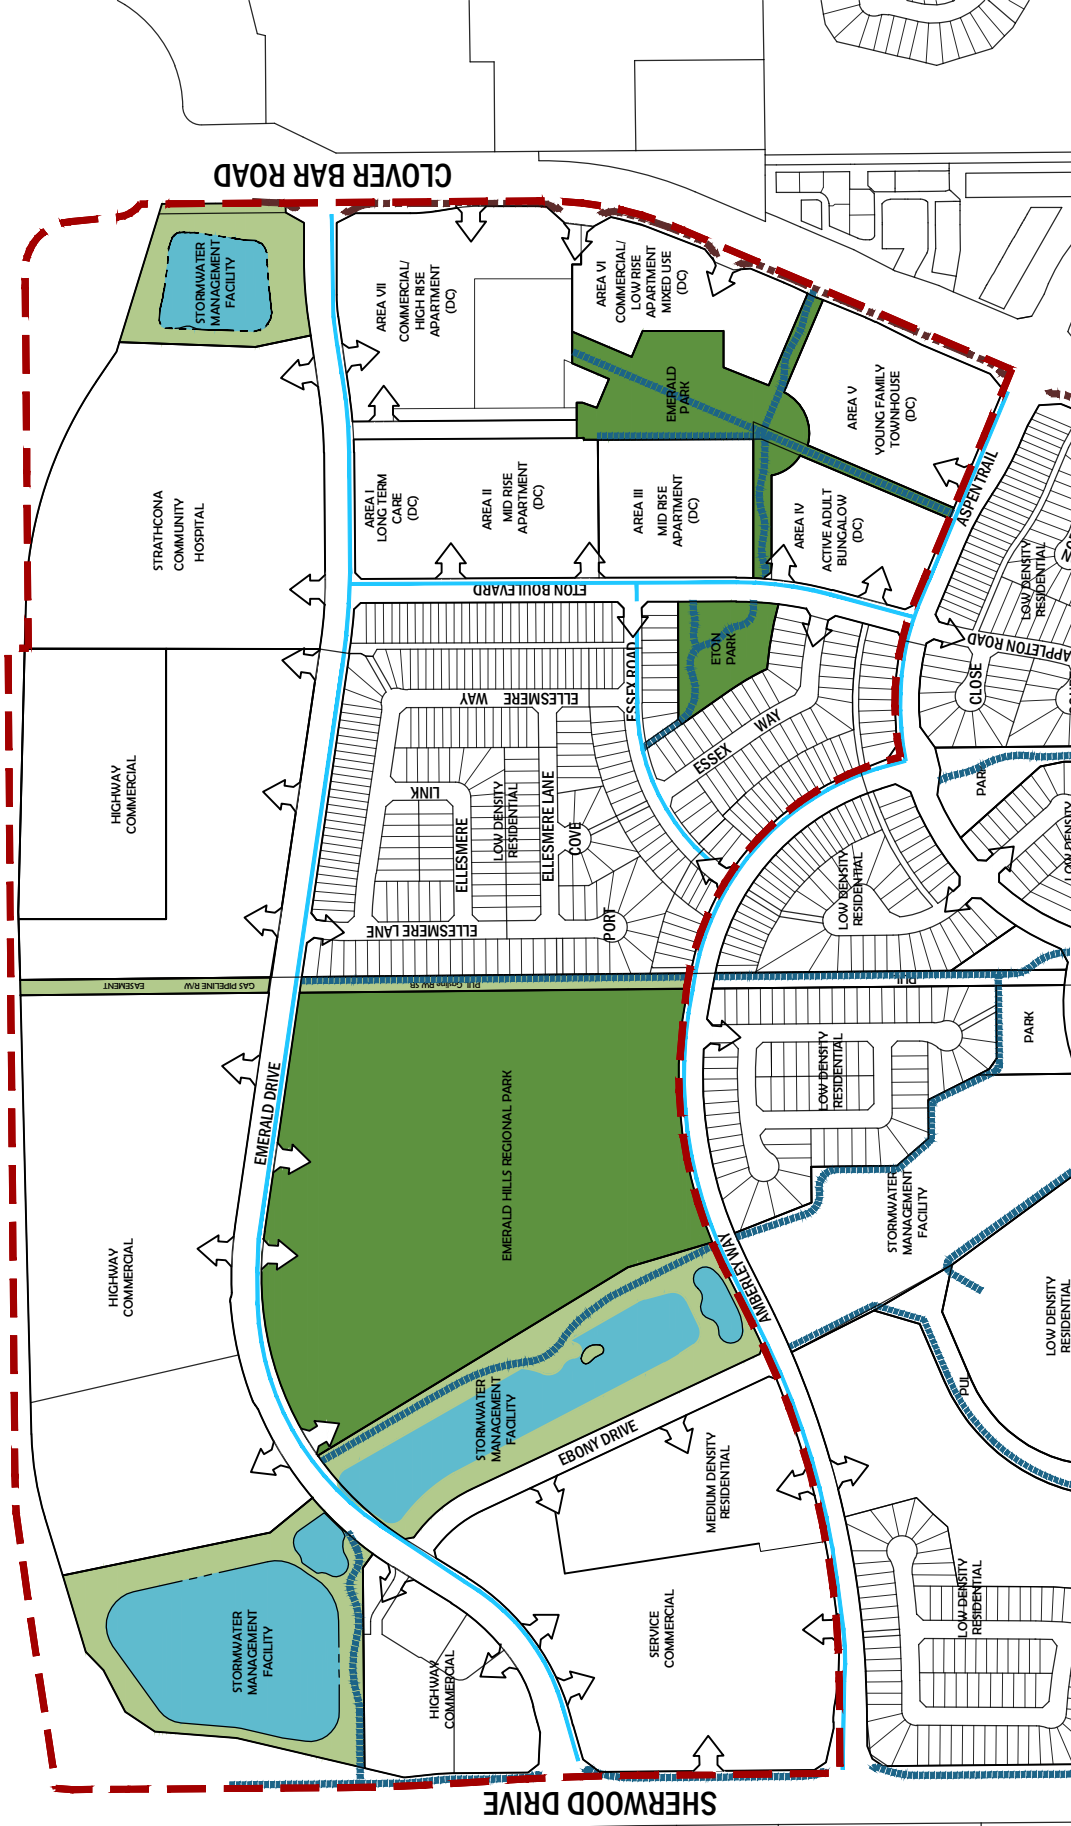 CLOVER BAR ROAD
STORMWATER
MANAGEMENT
FACILITY
AREA VII
COMMERCIAL/
HIGH RISE
APARTMENT
(DC)
AREA VI
COMMERCIAL/
LOW RISE
APARTMENT
MIXED USE
(DC)
EMERALD
PARK
AREA V
YOUNG FAMILY
TOWNHOUSE
(DC)
STRATHCONA
COMMUNITY
HOSPITAL
AREA I
LONG TERM
CARE
(DC)
AREA II
MID RISE
APARTMENT
(DC)
AREA III
MID RISE
APARTMENT
(DC)
AREA IV
ACTIVE ADULT
BUNGALOW
(DC)
ASPEN TRAIL
LOW DENSITY
RESIDENTIAL
ETON BOULEVARD
ETON
PARK
APPLETON ROAD
CLOSE
ESSEX ROAD
ELLESMERE WAY
ESSEX WAY
HIGHWAY
COMMERCIAL
LINK
ELLESMERE
LOW DENSITY
RESIDENTIAL
ELLESMERE LANE
COVE
PORT
ELLESMERE LANE
PARK
LOW DENSITY
RESIDENTIAL
LOW DENSITY
GAS PIPELINE R/W
EASEMENT
PUL
EMERALD DRIVE
EMERALD HILLS REGIONAL PARK
LOW DENSITY
RESIDENTIAL
PARK
STORMWATER
MANAGEMENT
FACILITY
HIGHWAY
COMMERCIAL
AMBERLEY WAY
LOW DENSITY
RESIDENTIAL
PUL
STORMWATER
MANAGEMENT
FACILITY
EBONY DRIVE
MEDIUM DENSITY
RESIDENTIAL
STORMWATER
MANAGEMENT
FACILITY
HIGHWAY
COMMERCIAL
SERVICE
COMMERCIAL
LOW DENSITY
RESIDENTIAL
SHERWOOD DRIVE